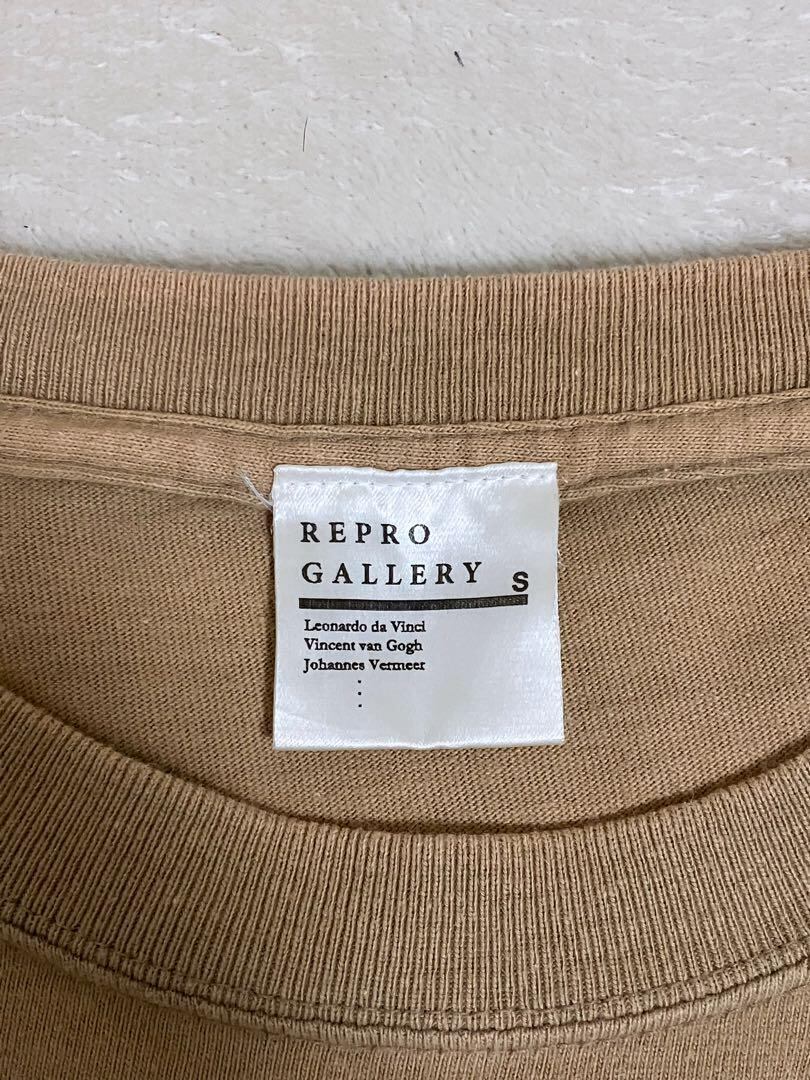 REPRO
GALLERY S
Leonardo da Vinci
Vincent van Gogh
Johannes Vermeer
⋮